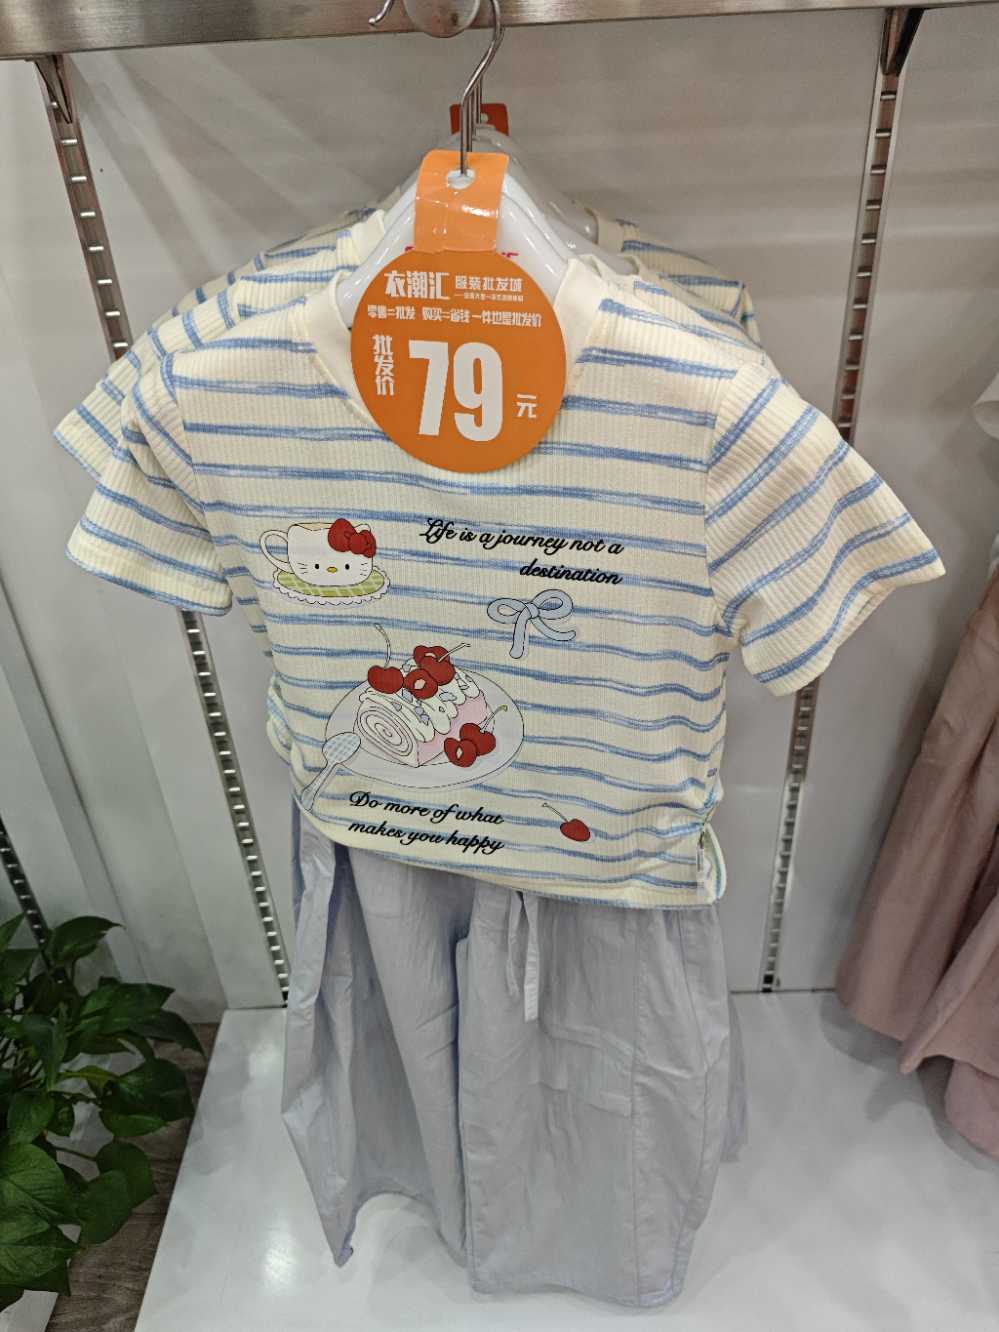 衣潮汇 服装批发城
零售=批发 购买=省钱 一件也是批发价
批发价
79元
Life is a journey not a
destination
Do more of what
makes you happy